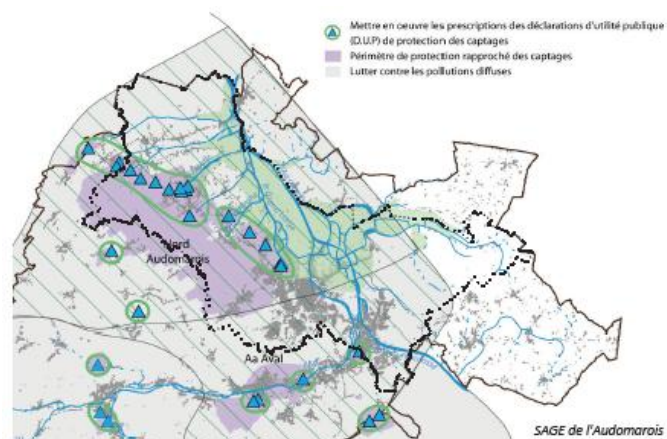 Mettre en oeuvre les prescriptions des déclarations d'utilité publique
(D.U.P) de protection des captages
Périmètre de protection rapproché des captages
Lutter contre les pollutions diffuses
Nord
Audomarois
Aa Aval
SAGE de l'Audomarois